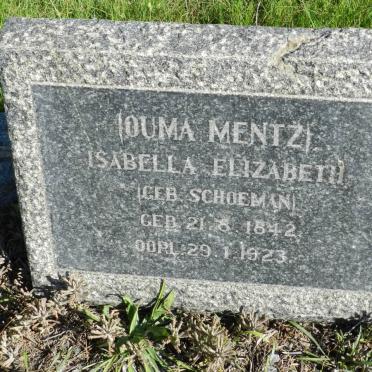 (OUMA MENTZ)
ISABELLA ELIZABETH
(GEB SCHOEMAN)
GEB. 21. 8. 1842
OORL. 29. 1. 1923.